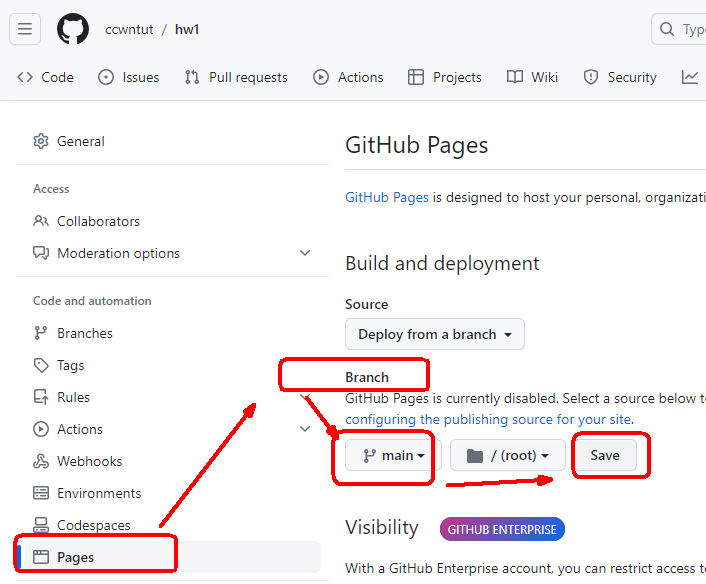 ccwntut / hw1
Type
Code
Issues
Pull requests
Actions
Projects
Wiki
Security
General
Access
Collaborators
Moderation options
Code and automation
Branches
Tags
Rules
Actions
Webhooks
Environments
Codespaces
Pages
GitHub Pages
GitHub Pages is designed to host your personal, organizati
Build and deployment
Source
Deploy from a branch
Branch
GitHub Pages is currently disabled. Select a source below to
configuring the publishing source for your site.
main
/ (root)
Save
Visibility
GITHUB ENTERPRISE
With a GitHub Enterprise account, you can restrict access to